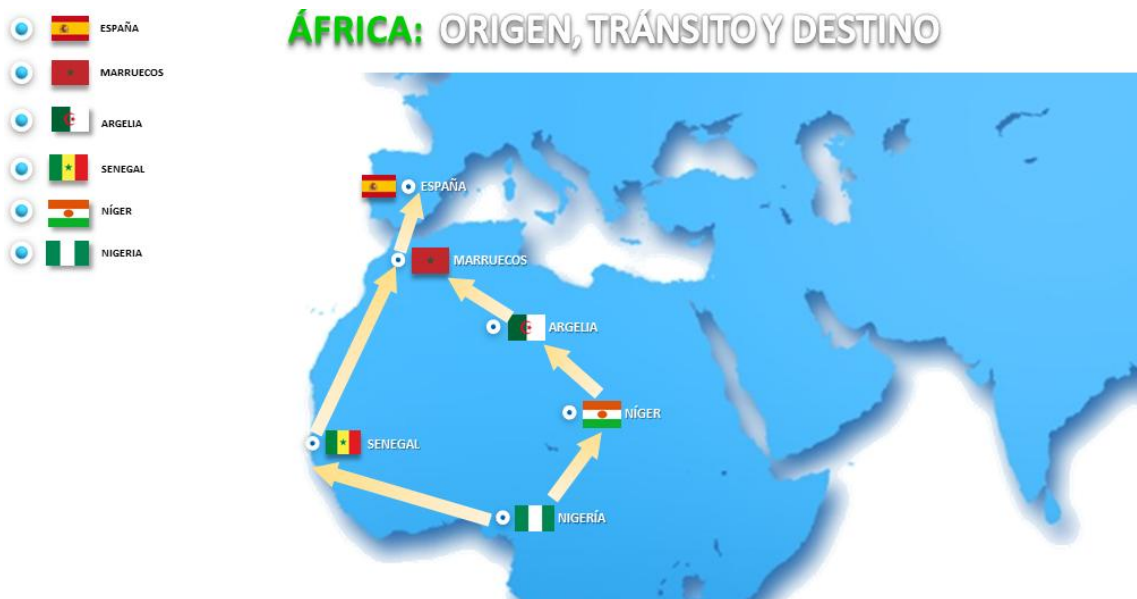 ÁFRICA: ORIGEN, TRÁNSITO Y DESTINO
ESPAÑA
MARRUECOS
ARGELIA
SENEGAL
NÍGER
NIGERIA
ESPAÑA
MARRUECOS
ARGELIA
NÍGER
SENEGAL
NIGERÍA